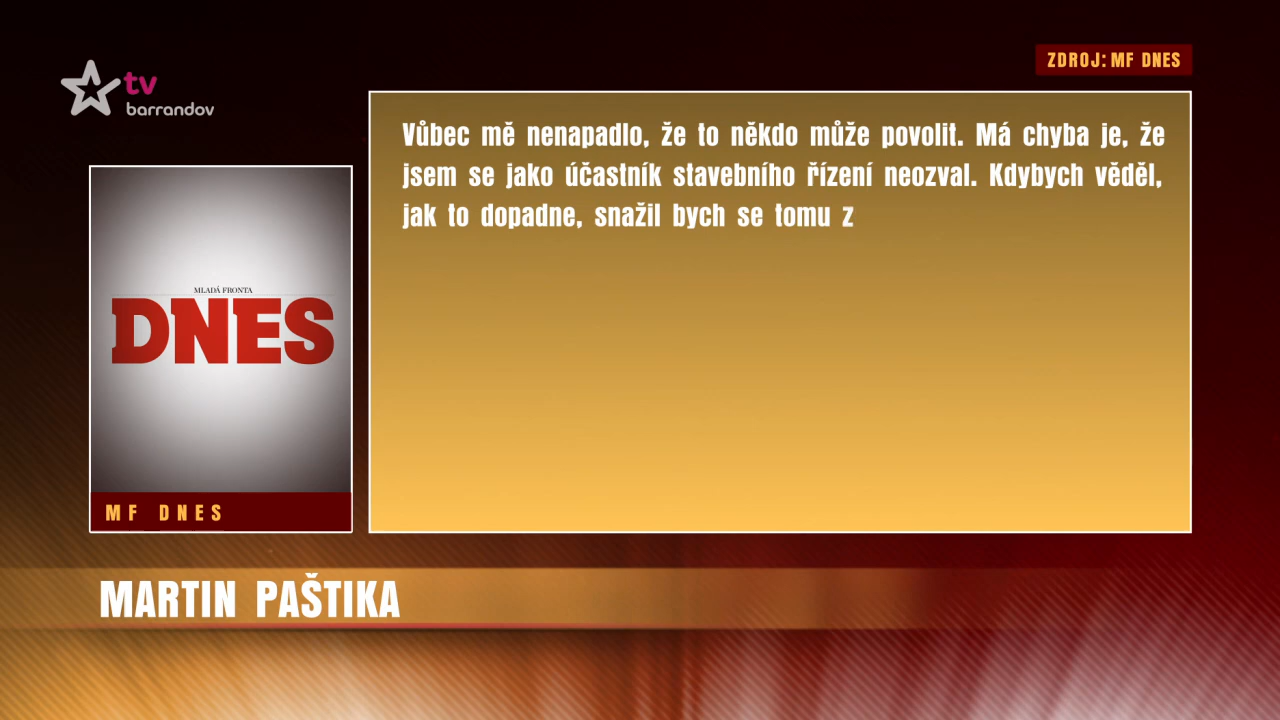 ZDROJ: MF DNES
tv
barrandov
Vůbec mě nenapadlo, že to někdo může povolit. Má chyba je, že
jsem se jako účastník stavebního řízení neozval. Kdybych věděl,
jak to dopadne, snažil bych se tomu z
MLADÁ FRONTA
DNES
MF DNES
MARTIN PAŠTIKA